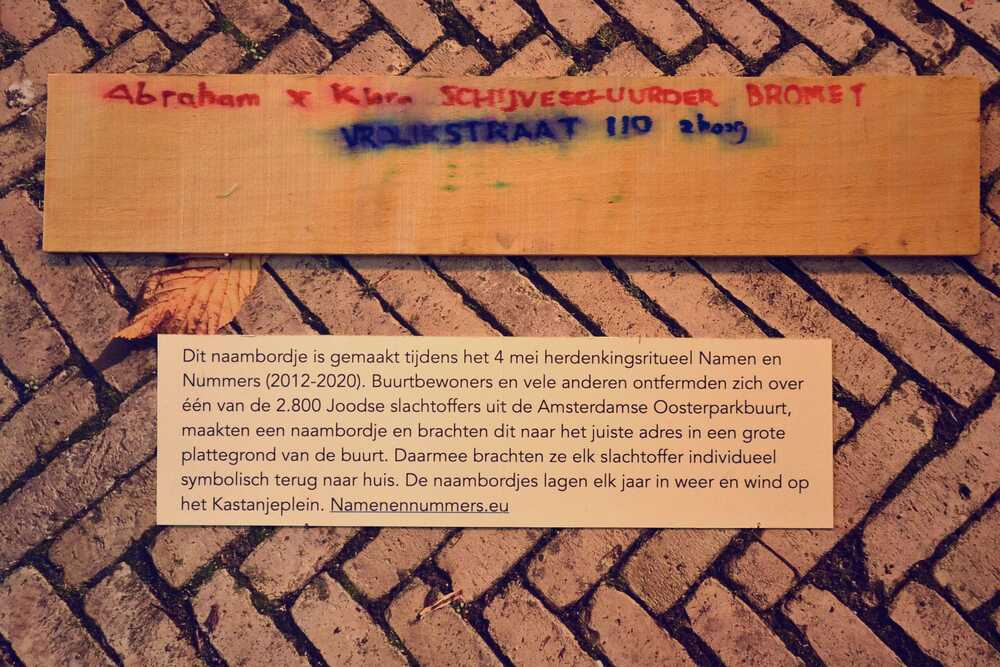 Abraham x Klara SCHIJVESCHUURDER BROMET
VROLIKSTRAAT 110 2hoog
Dit naambordje is gemaakt tijdens het 4 mei herdenkingsritueel Namen en
Nummers (2012-2020). Buurtbewoners en vele anderen ontfermden zich over
één van de 2.800 Joodse slachtoffers uit de Amsterdamse Oosterparkbuurt,
maakten een naambordje en brachten dit naar het juiste adres in een grote
plattegrond van de buurt. Daarmee brachten ze elk slachtoffer individueel
symbolisch terug naar huis. De naambordjes lagen elk jaar in weer en wind op
het Kastanjeplein. Namenennummers.eu